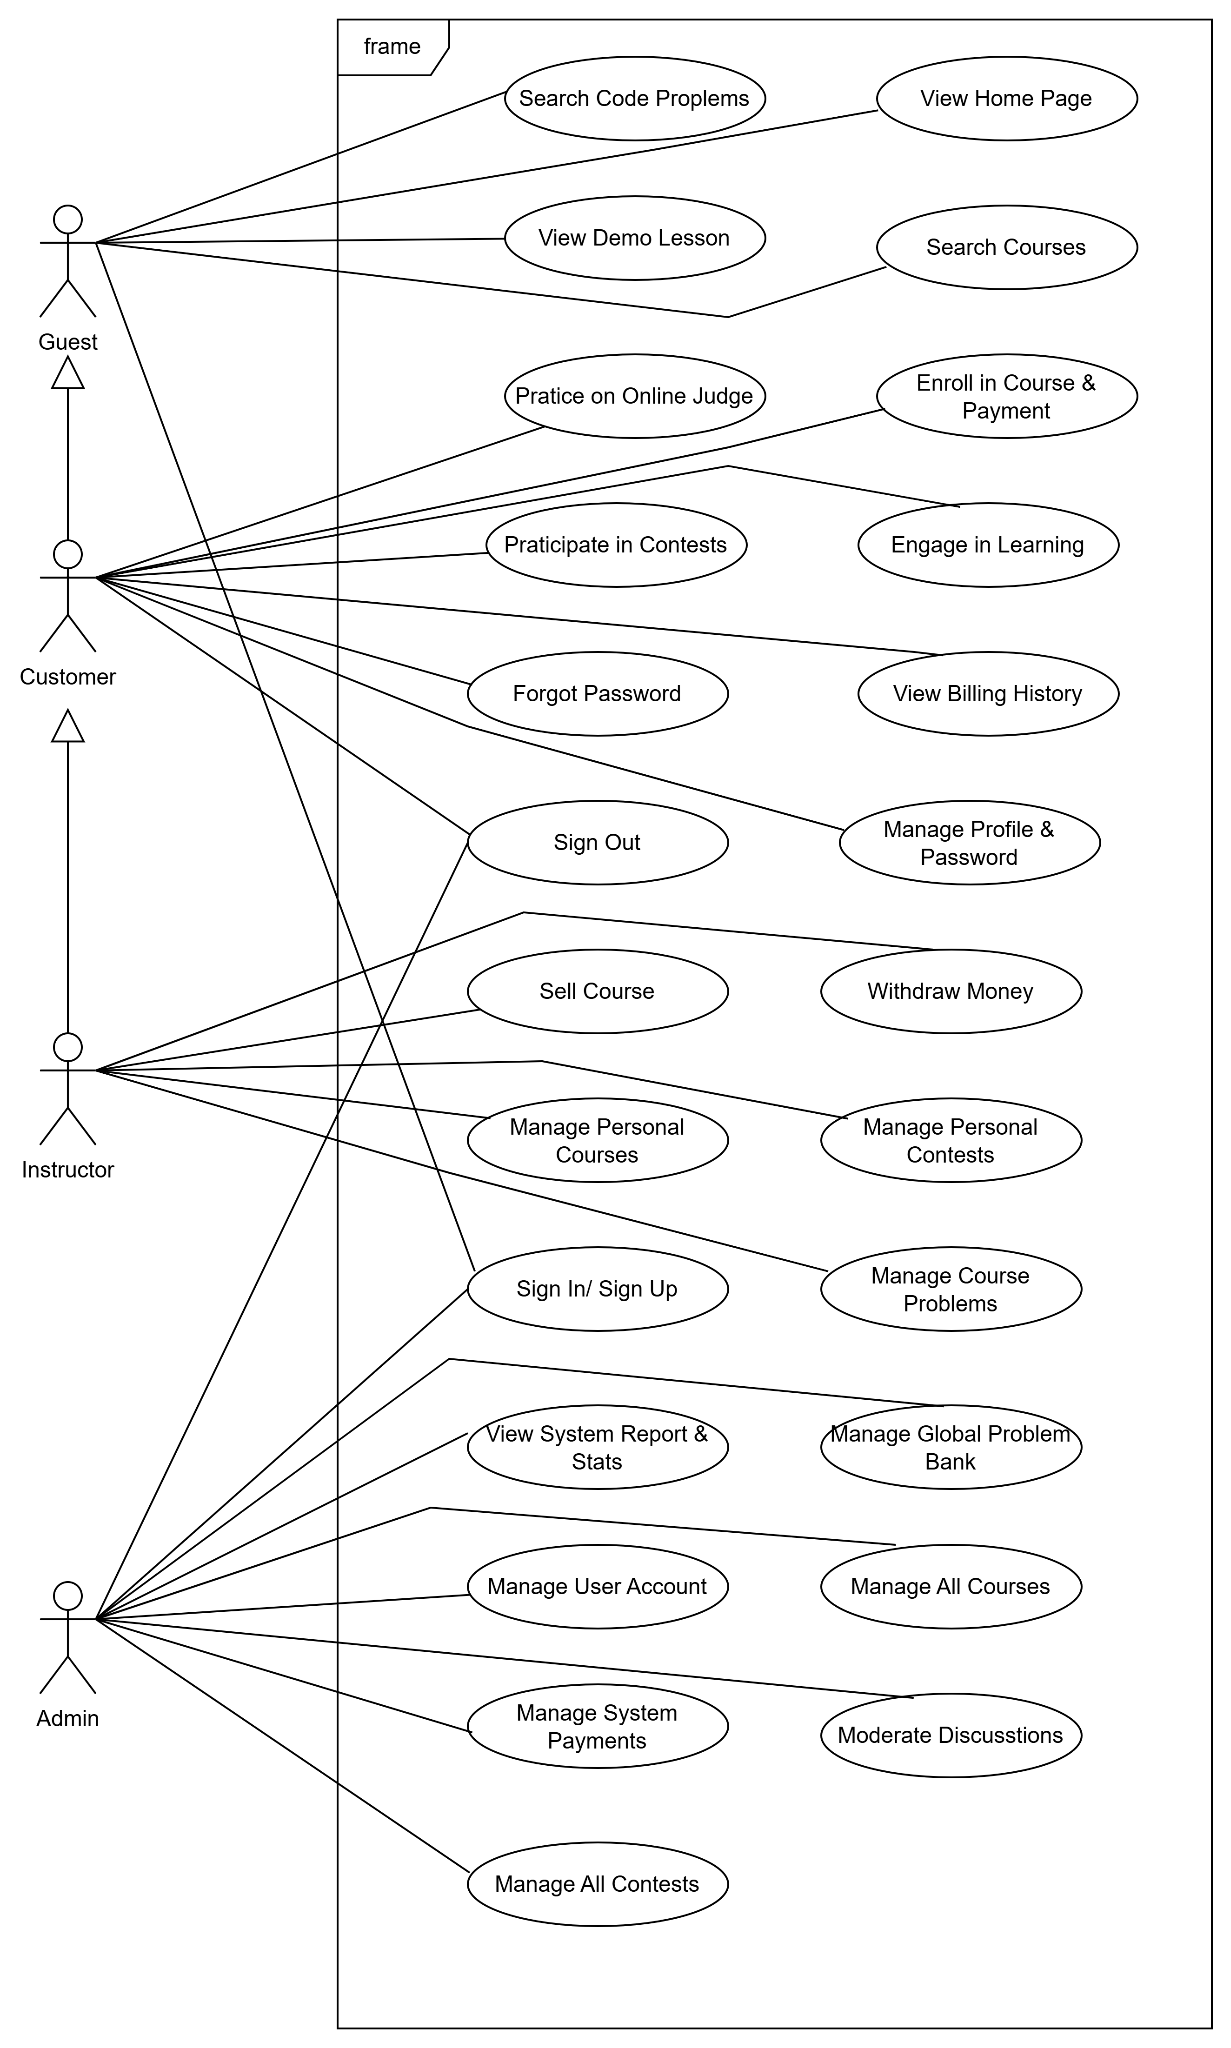 frame
Search Code Proplems
View Home Page
View Demo Lesson
Search Courses
Guest
Pratice on Online Judge
Enroll in Course &
Payment
Praticipate in Contests
Engage in Learning
Customer
Forgot Password
View Billing History
Sign Out
Manage Profile &
Password
Sell Course
Withdraw Money
Manage Personal
Courses
Manage Personal
Contests
Instructor
Sign In/ Sign Up
Manage Course
Problems
View System Report &
Stats
Manage Global Problem
Bank
Manage User Account
Manage All Courses
Admin
Manage System
Payments
Moderate Discusstions
Manage All Contests